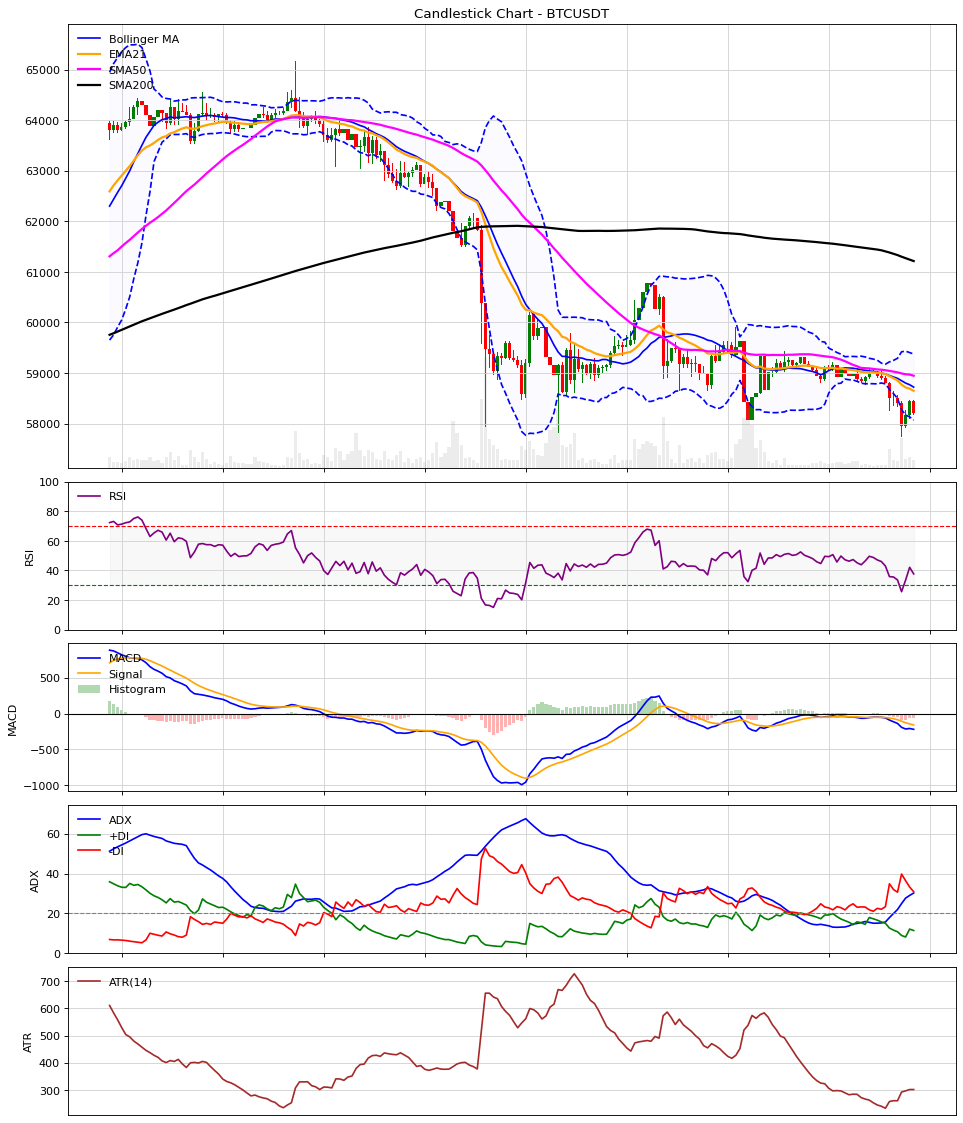 Candlestick Chart - BTCUSDT
Bollinger MA
EMA21
SMA50
SMA200
65000
64000
63000
62000
61000
60000
59000
58000
RSI
100
80
60
40
20
0
RSI
MACD
Signal
Histogram
500
0
−500
−1000
MACD
ADX
+DI
-DI
60
40
20
0
ADX
ATR(14)
700
600
500
400
300
ATR